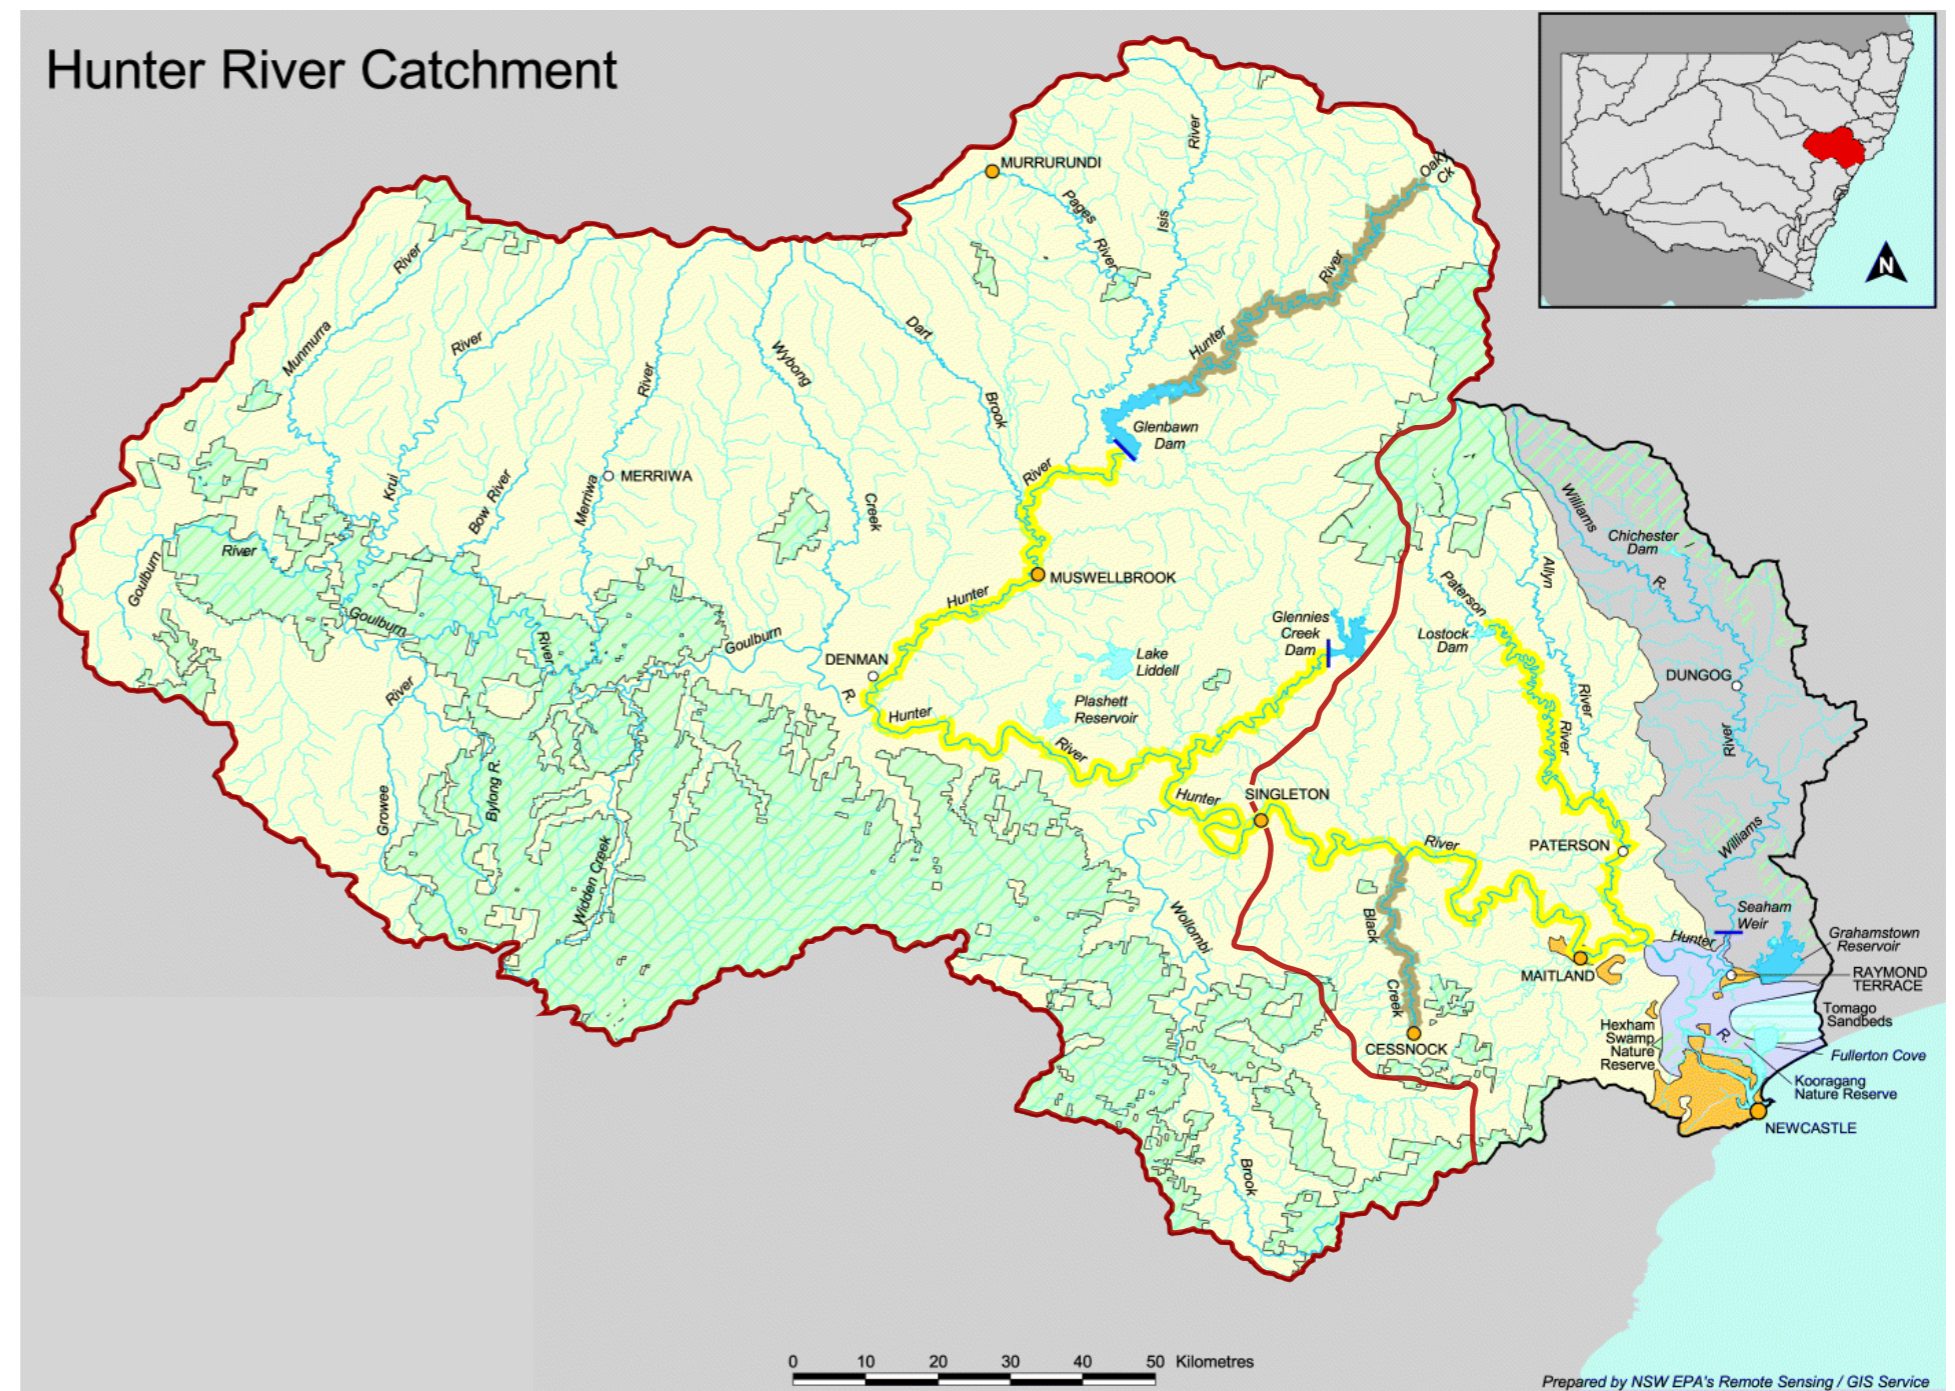 Hunter River Catchment
N
MURRURUNDI
Pages
River
Isis
River
Oaky
Ck
Munmurra
River
River
Krui
Bow River
Merriwa
River
MERRIWA
Wybong
Creek
Dart
Brook
Hunter
River
Glenbawn
Dam
River
MUSWELLBROOK
Hunter
Goulburn
River
Goulburn
River
Goulburn
R.
DENMAN
Hunter
River
Lake
Liddell
Plashett
Reservoir
Glennies
Creek
Dam
River
Growee
Bylong R.
Widden Creek
Hunter
SINGLETON
River
Wollombi
Brook
Black
Creek
CESSNOCK
Paterson
River
Lostock
Dam
Allyn
River
PATERSON
Williams
R.
Chichester
Dam
DUNGOG
River
Williams
Seaham
Weir
Grahamstown
Reservoir
Hunter
MAITLAND
RAYMOND
TERRACE
Tomago
Sandbeds
Hexham
Swamp
Nature
Reserve
R.
Fullerton Cove
Kooragang
Nature Reserve
NEWCASTLE
0 10 20 30 40 50 Kilometres
Prepared by NSW EPA's Remote Sensing / GIS Service